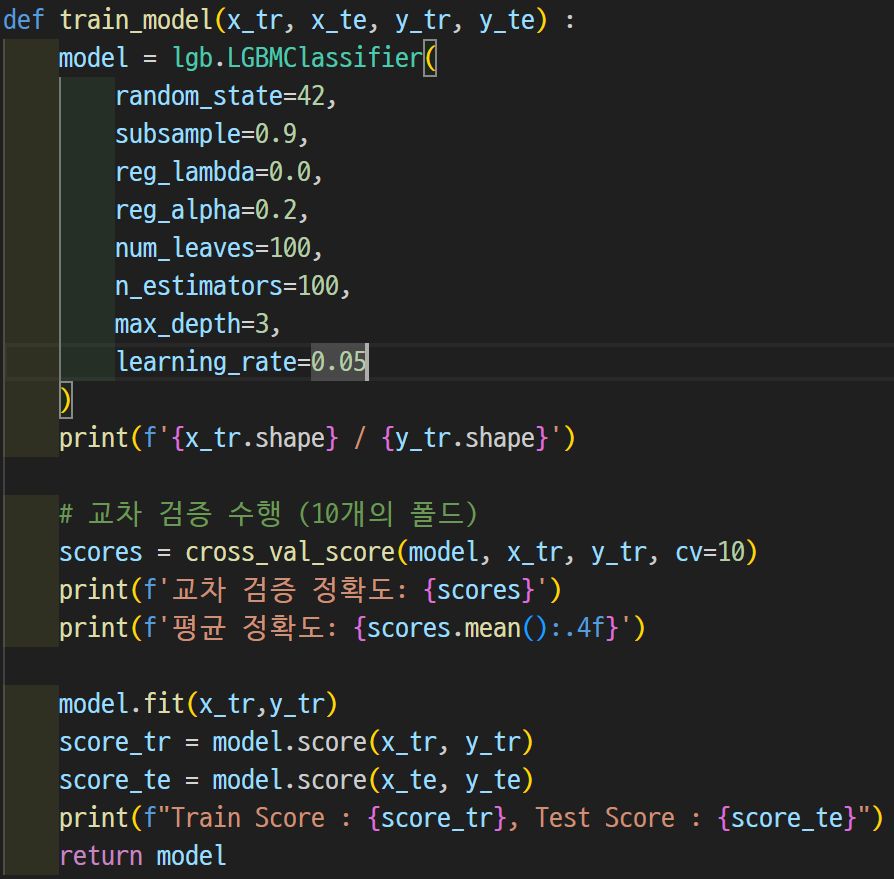 def train_model(x_tr, x_te, y_tr, y_te) :
    model = lgb.LGBMClassifier(
        random_state=42,
        subsample=0.9,
        reg_lambda=0.0,
        reg_alpha=0.2,
        num_leaves=100,
        n_estimators=100,
        max_depth=3,
        learning_rate=0.05
    )
    print(f'{x_tr.shape} / {y_tr.shape}')

    # 교차 검증 수행 (10개의 폴드)
    scores = cross_val_score(model, x_tr, y_tr, cv=10)
    print(f'교차 검증 정확도: {scores}')
    print(f'평균 정확도: {scores.mean():.4f}')

    model.fit(x_tr,y_tr)
    score_tr = model.score(x_tr, y_tr)
    score_te = model.score(x_te, y_te)
    print(f"Train Score : {score_tr}, Test Score : {score_te}")
    return model